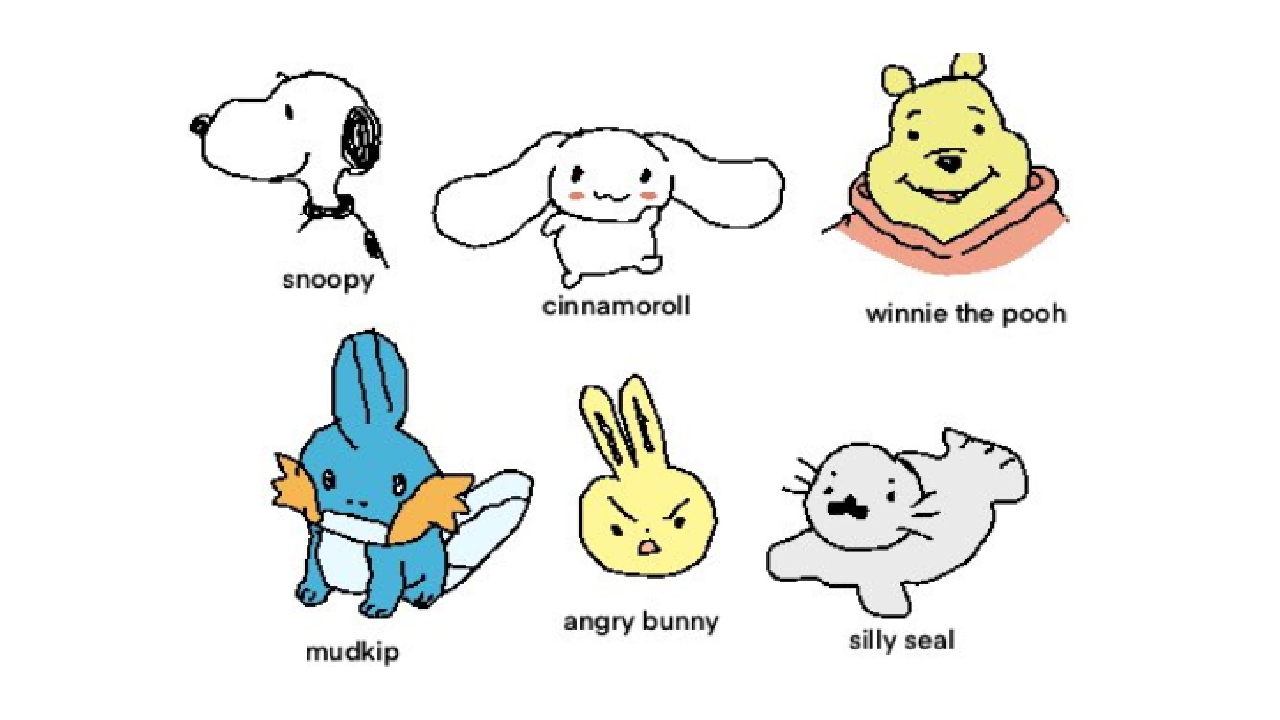 snoopy
cinnamoroll
winnie the pooh
mudkip
angry bunny
silly seal